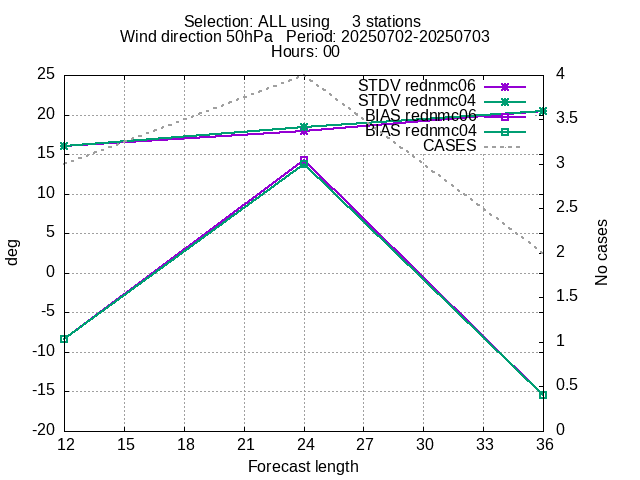 Selection: ALL using 3 stations
Wind direction 50hPa Period: 20250702-20250703
Hours: 00
25
20
15
10
5
0
-5
-10
-15
-20
deg
4
3.5
3
2.5
2
1.5
1
0.5
0
No cases
STDV rednmc06
STDV rednmc04
BIAS rednmc06
BIAS rednmc04
CASES
12 15 18 21 24 27 30 33 36
Forecast length